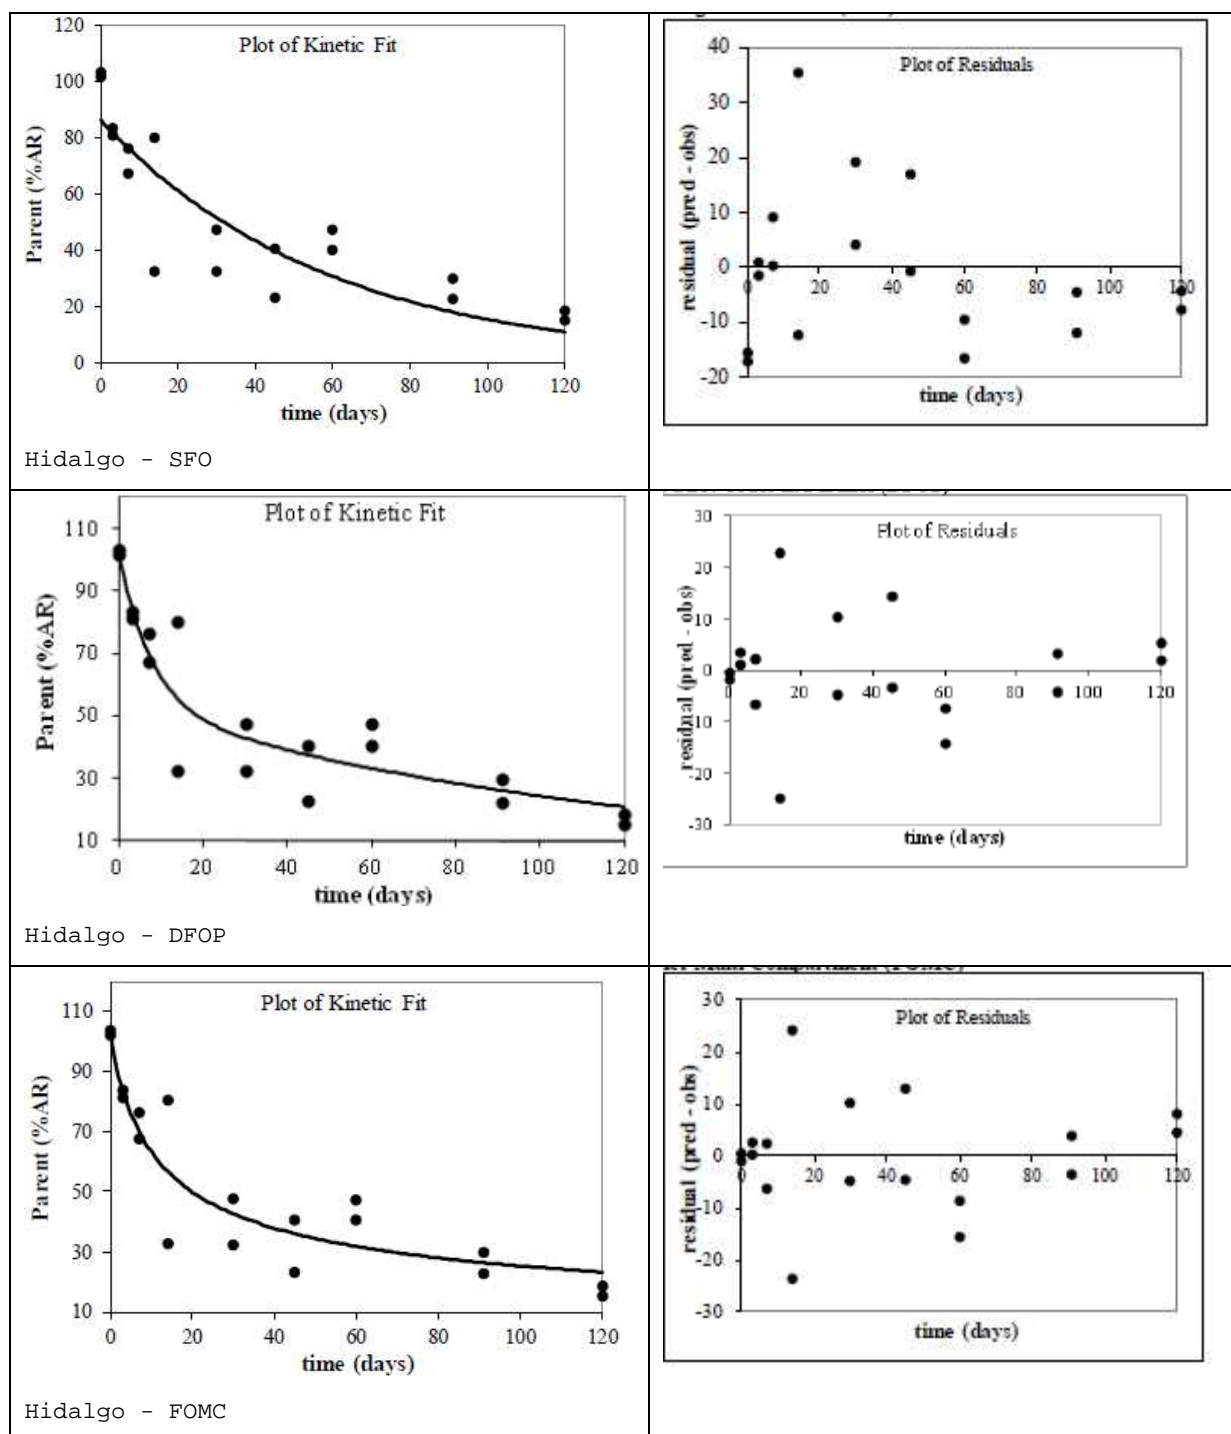 Plot of Kinetic Fit
120
100
80
60
40
20
0
Parent (%AR)
0 20 40 60 80 100 120
time (days)
Hidalgo - SFO
Plot of Residuals
40
30
20
10
0
-10
-20
residual (pred - obs)
0 20 40 60 80 100 120
time (days)
Plot of Kinetic Fit
110
90
70
50
30
10
Parent (%AR)
0 20 40 60 80 100 120
time (days)
Hidalgo - DFOP
Plot of Residuals
30
20
10
0
-10
-20
-30
residual (pred - obs)
0 20 40 60 80 100 120
time (days)
Plot of Kinetic Fit
110
90
70
50
30
10
Parent (%AR)
0 20 40 60 80 100 120
time (days)
Hidalgo - FOMC
Plot of Residuals
30
20
10
0
-10
-20
-30
residual (pred - obs)
0 20 40 60 80 100 120
time (days)